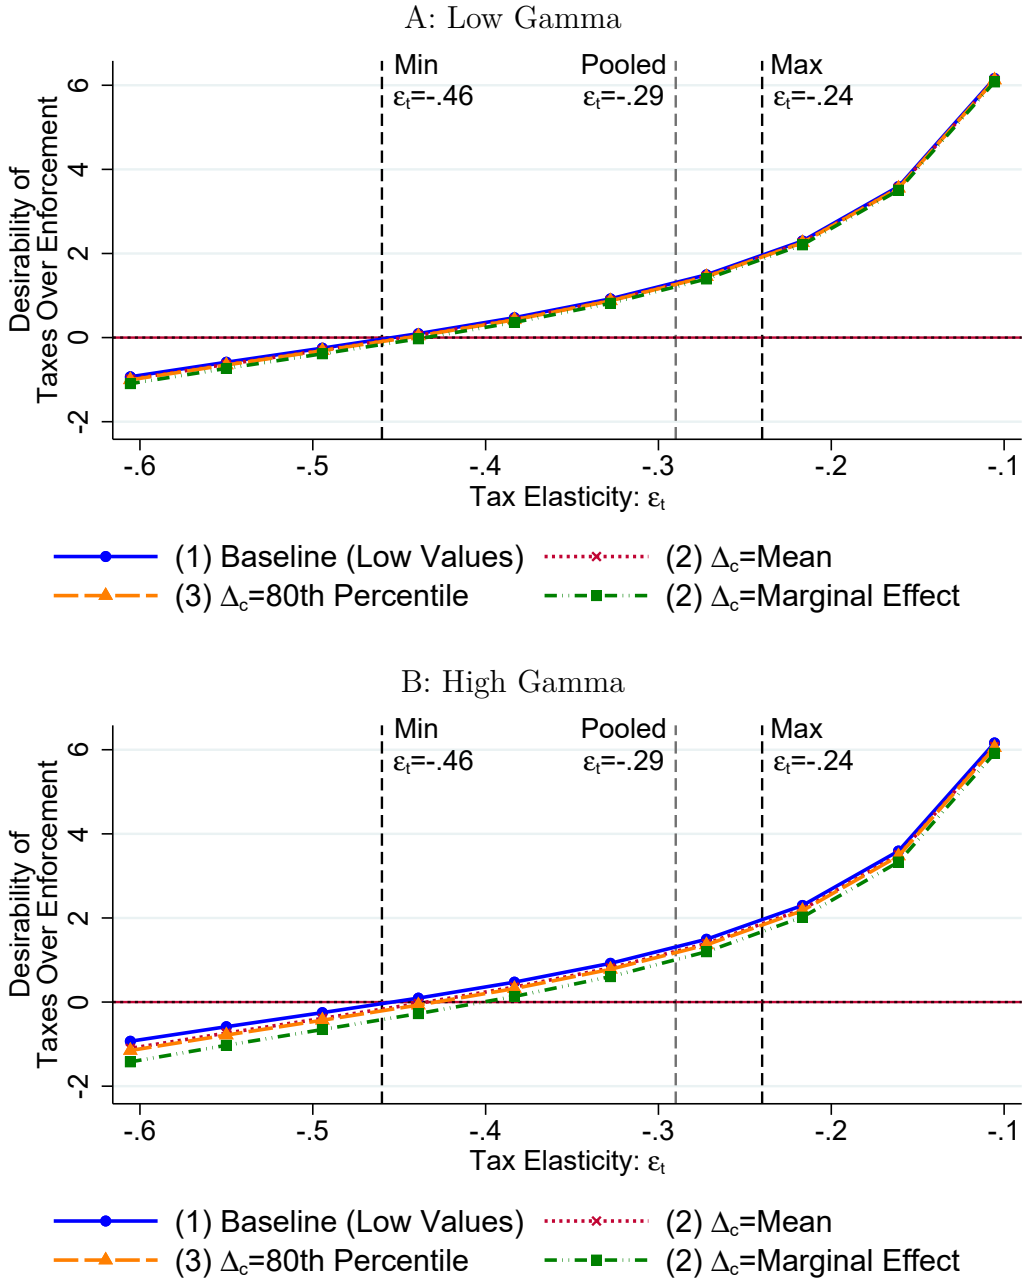 A: Low Gamma
Min
εt=-.46
Pooled
εt=-.29
Max
εt=-.24
Desirability of
Taxes Over Enforcement
6
4
2
0
-2
-.6 -.5 -.4 -.3 -.2 -.1
Tax Elasticity: εt
(1) Baseline (Low Values) (2) Δc=Mean
(3) Δc=80th Percentile (2) Δc=Marginal Effect
B: High Gamma
Min
εt=-.46
Pooled
εt=-.29
Max
εt=-.24
Desirability of
Taxes Over Enforcement
6
4
2
0
-2
-.6 -.5 -.4 -.3 -.2 -.1
Tax Elasticity: εt
(1) Baseline (Low Values) (2) Δc=Mean
(3) Δc=80th Percentile (2) Δc=Marginal Effect